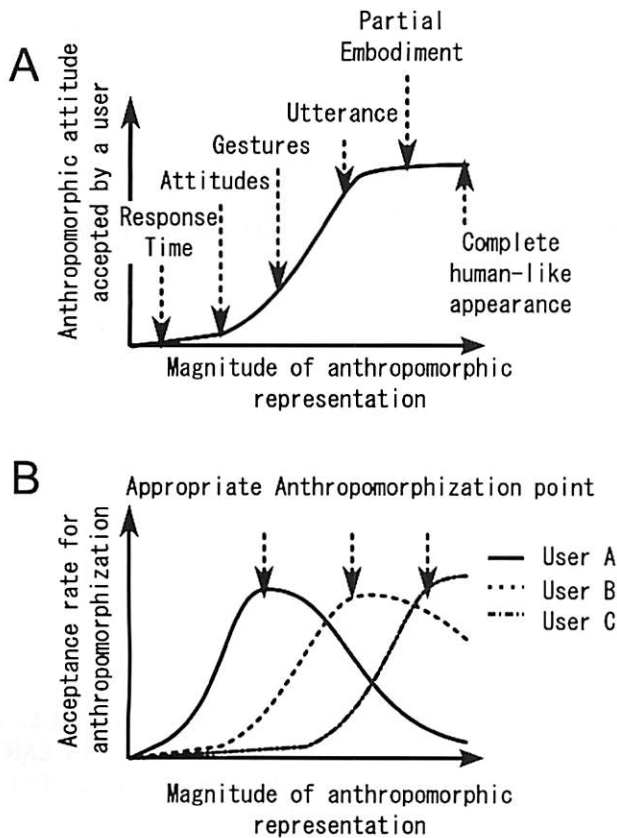 A
Partial
Embodiment
Utterance
Gestures
Attitudes
Response
Time
Anthropomorphic attitude
accepted by a user
Complete
human-like
appearance
Magnitude of anthropomorphic
representation
B
Appropriate Anthropomorphization point
Acceptance rate for
anthropomorphization
User A
User B
User C
Magnitude of anthropomorphic
representation